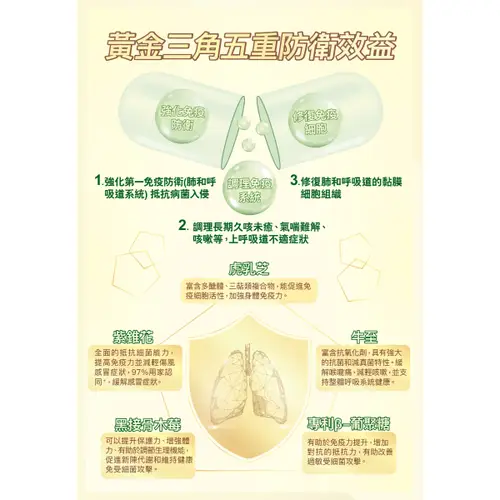 黃金三角五重防衛效益
強化免疫
防衛
修復免疫
細胞
調理免疫
系統
1.強化第一免疫防衛(肺和呼
吸道系統) 抵抗病菌入侵
3.修復肺和呼吸道的黏膜
細胞組織
2. 調理長期久咳未癒、氣喘難解、
咳嗽等，上呼吸道不適症狀
虎乳芝
富含多醣體、三萜類複合物，能促進免
疫細胞活性，加強身體免疫力。
紫錐花
全面的抵抗細菌能力，
提高免疫力並減輕傷風
感冒症狀。97%用家認
同*，緩解感冒症狀。
牛至
富含抗氧化劑，具有強大
的抗菌和減真菌特性。緩
解喉嚨痛，減輕咳嗽，並支
持整體呼吸系統健康。
黑接骨木莓
可以提升保護力，增強體
力，有助於調節生理機能，
促進新陳代謝和維持健康
免受細菌攻擊。
專利β-葡聚糖
有助於免疫力提升，增加
對抗的抵抗力，有助改善
過敏受細菌攻擊。